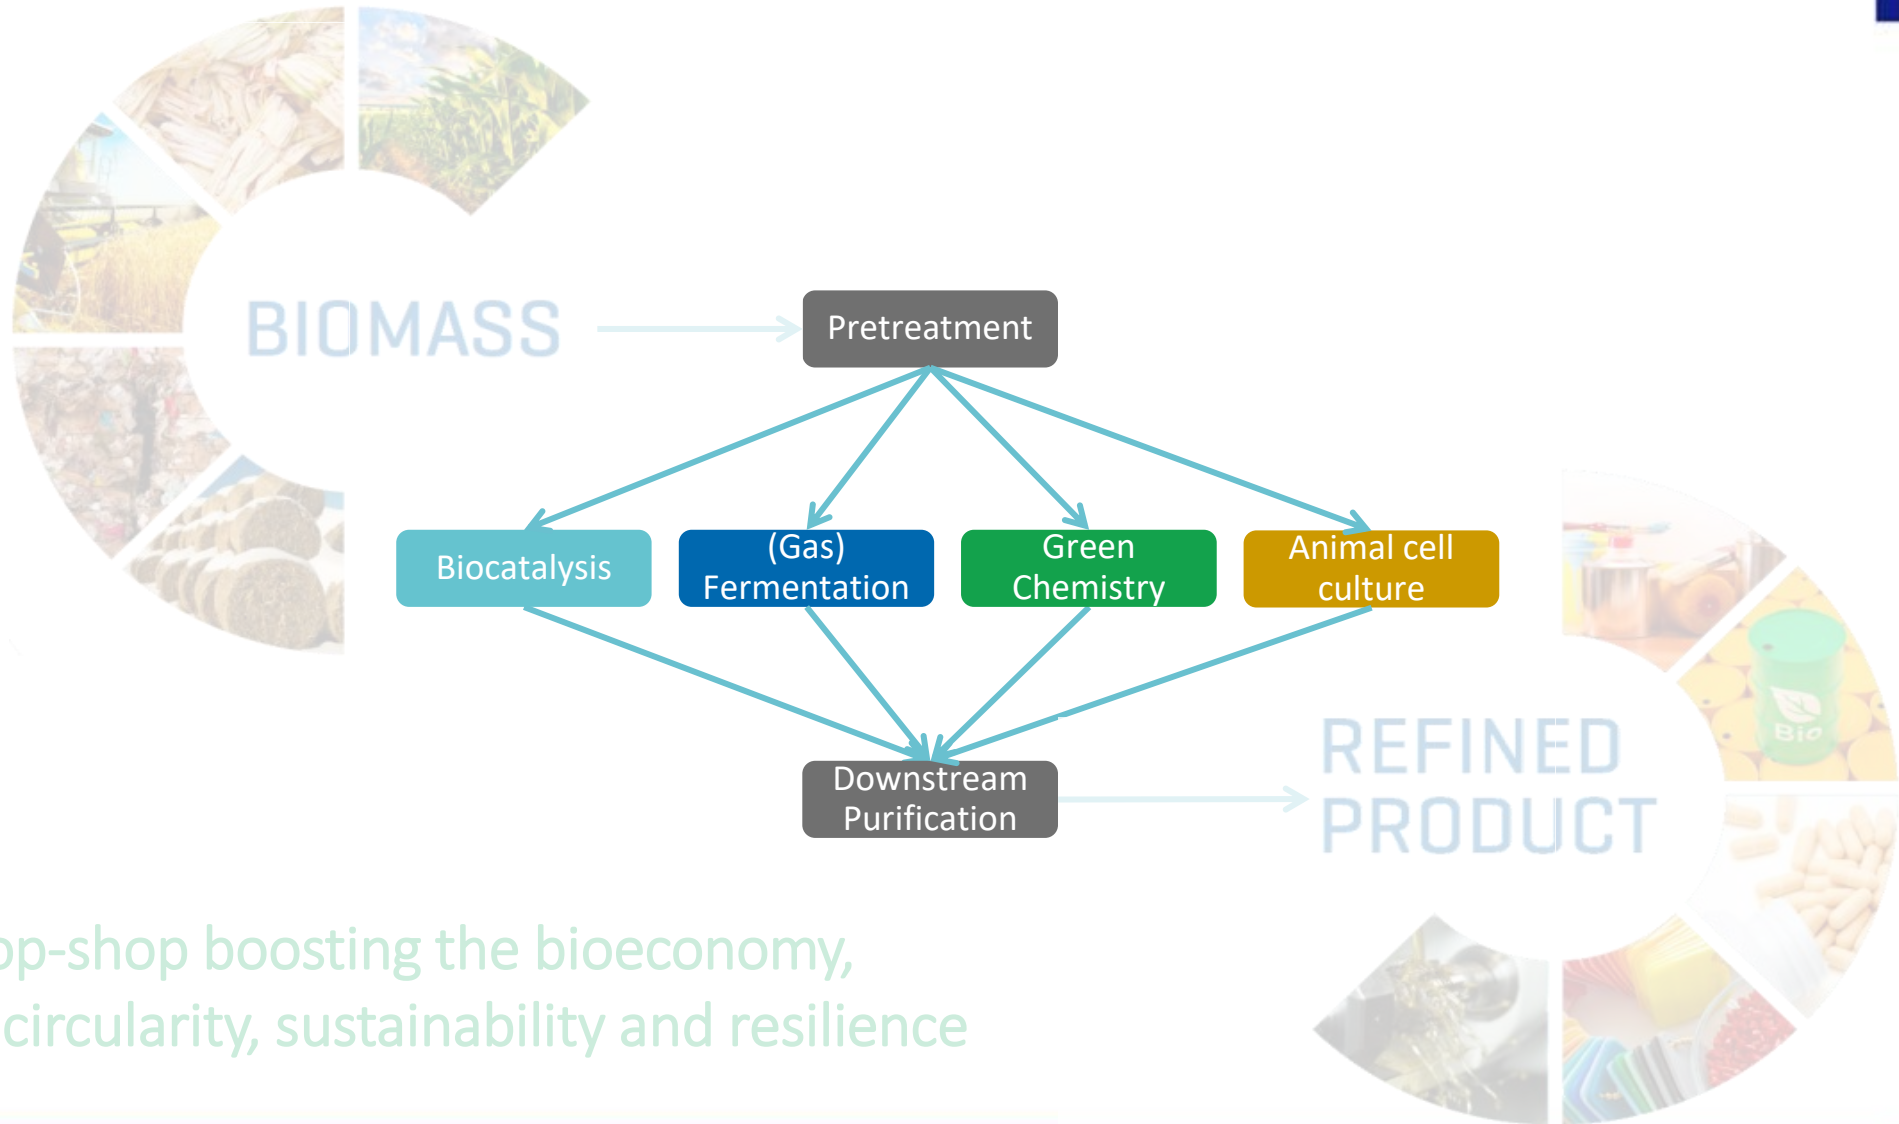 BIOMASS
Pretreatment
Biocatalysis
(Gas)
Fermentation
Green
Chemistry
Animal cell
culture
Downstream
Purification
REFINED
PRODUCT
Bio
op-shop boosting the bioeconomy,
circularity, sustainability and resilience